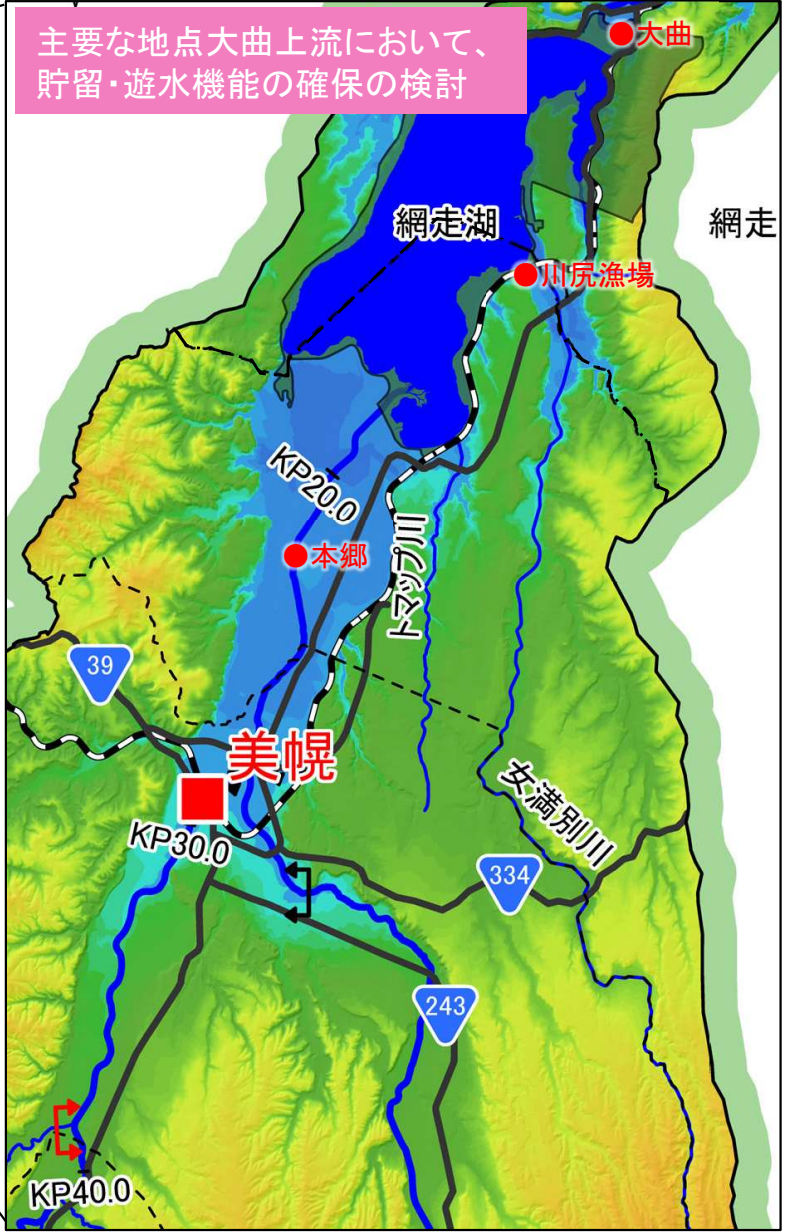 主要な地点大曲上流において、
貯留・遊水機能の確保の検討
大曲
網走湖
網走
川尻漁場
KP20.0
本郷
トマップ川
39
美幌
KP30.0
女満別川
334
243
KP40.0